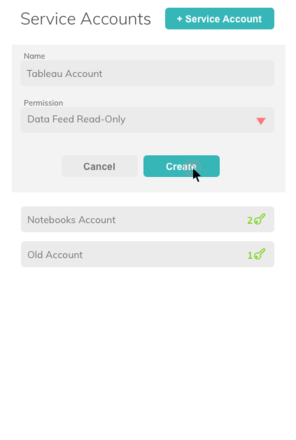 Service Accounts
+ Service Account
Name
Tableau Account
Permission
Data Feed Read-Only
Cancel
Create
Notebooks Account 2
Old Account 1